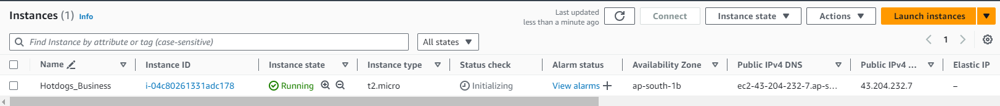 Instances (1) Info
Last updated
less than a minute ago
Connect
Instance state
Actions
Launch instances
Find Instance by attribute or tag (case-sensitive)
All states
1
Name Instance ID Instance state Instance type Status check Alarm status Availability Zone Public IPv4 DNS Public IPv4 ... Elastic IP
Hotdogs_Business i-04c80261331adc178 Running t2.micro Initializing View alarms + ap-south-1b ec2-43-204-232-7.ap-s... 43.204.232.7 –